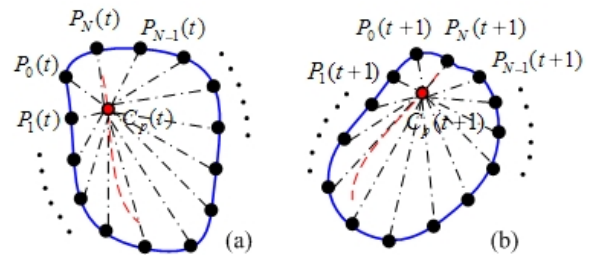 P_N(t)
P_{N-1}(t)
P_0(t)
P_1(t)
C_p(t)
(a)
P_0(t+1)
P_N(t+1)
P_{N-1}(t+1)
P_1(t+1)
C_p(t+1)
(b)